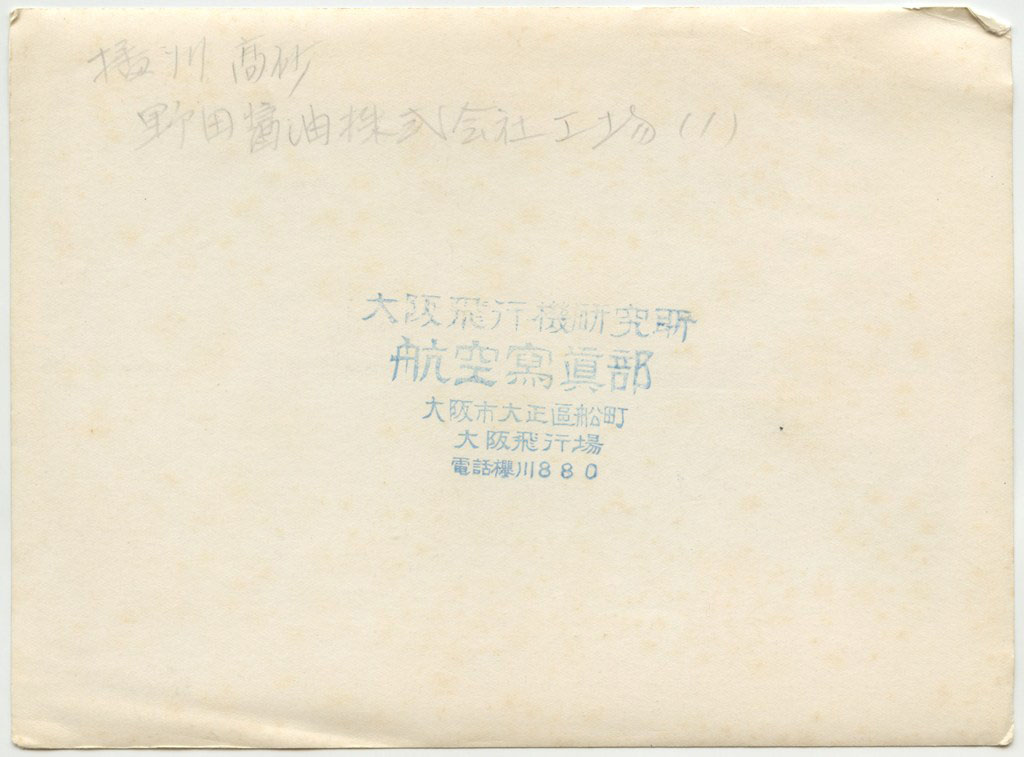 播州 高砂
野田醤油株式会社工場(1)
大阪飛行機研究所
航空寫眞部
大阪市大正區船町
大阪飛行場
電話櫻川880